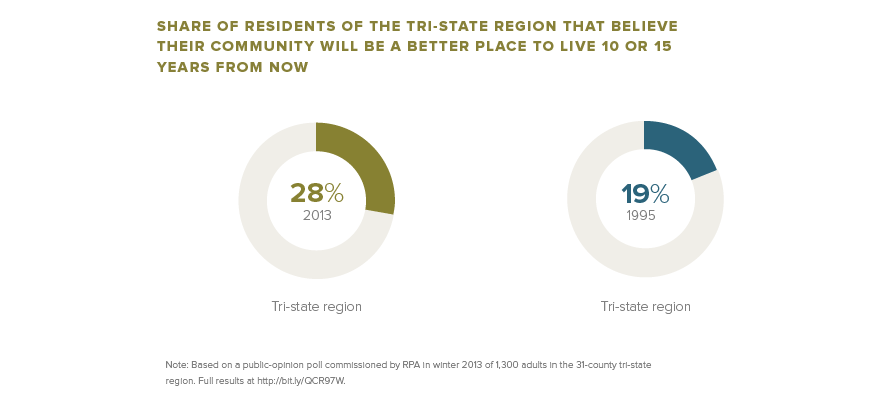 SHARE OF RESIDENTS OF THE TRI-STATE REGION THAT BELIEVE
THEIR COMMUNITY WILL BE A BETTER PLACE TO LIVE 10 OR 15
YEARS FROM NOW
28%
2013
Tri-state region
19%
1995
Tri-state region
Note: Based on a public-opinion poll commissioned by RPA in winter 2013 of 1,300 adults in the 31-county tri-state
region. Full results at http://bit.ly/QCR97W.